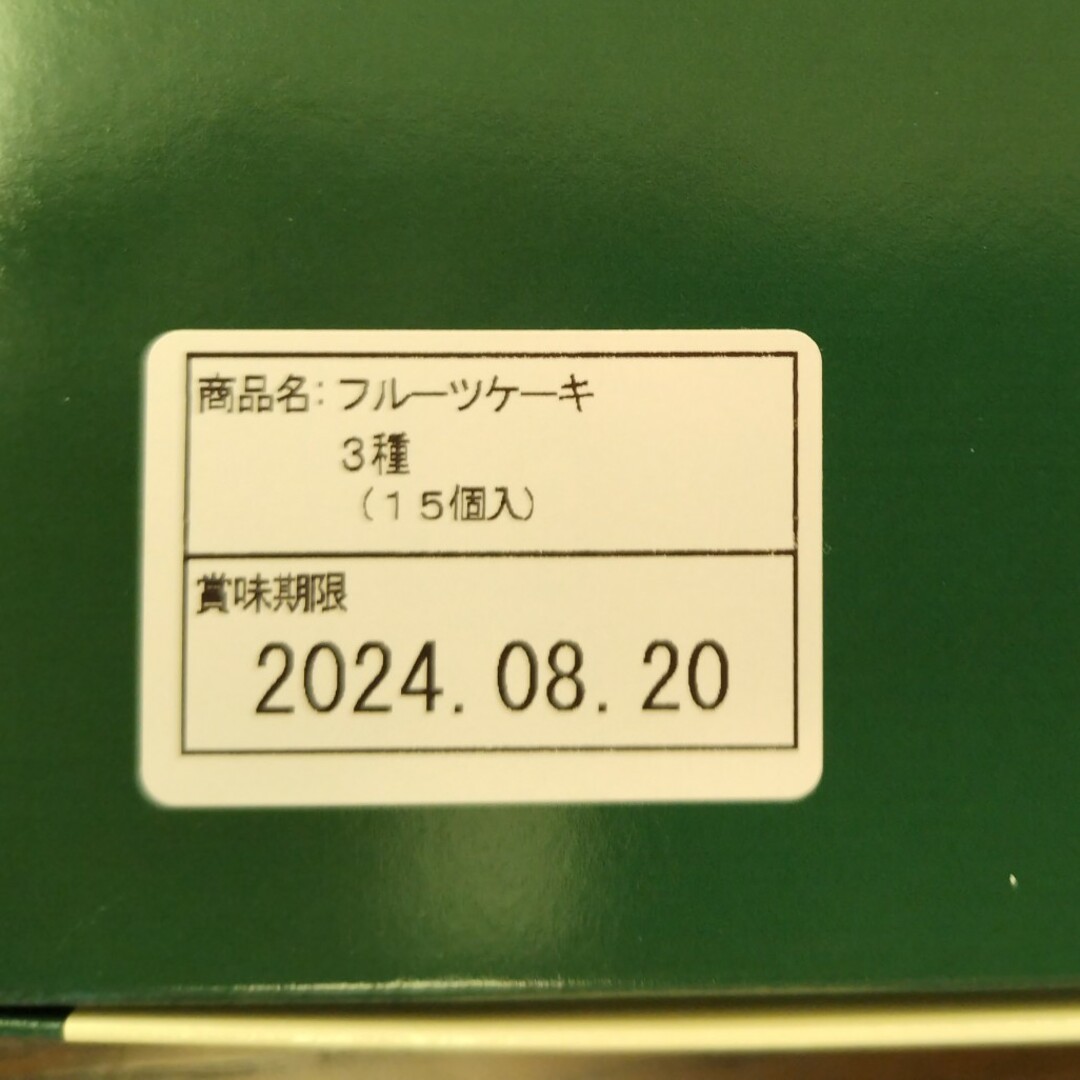 商品名:フルーツケーキ
3種
(15個入)
賞味期限
2024.08.20